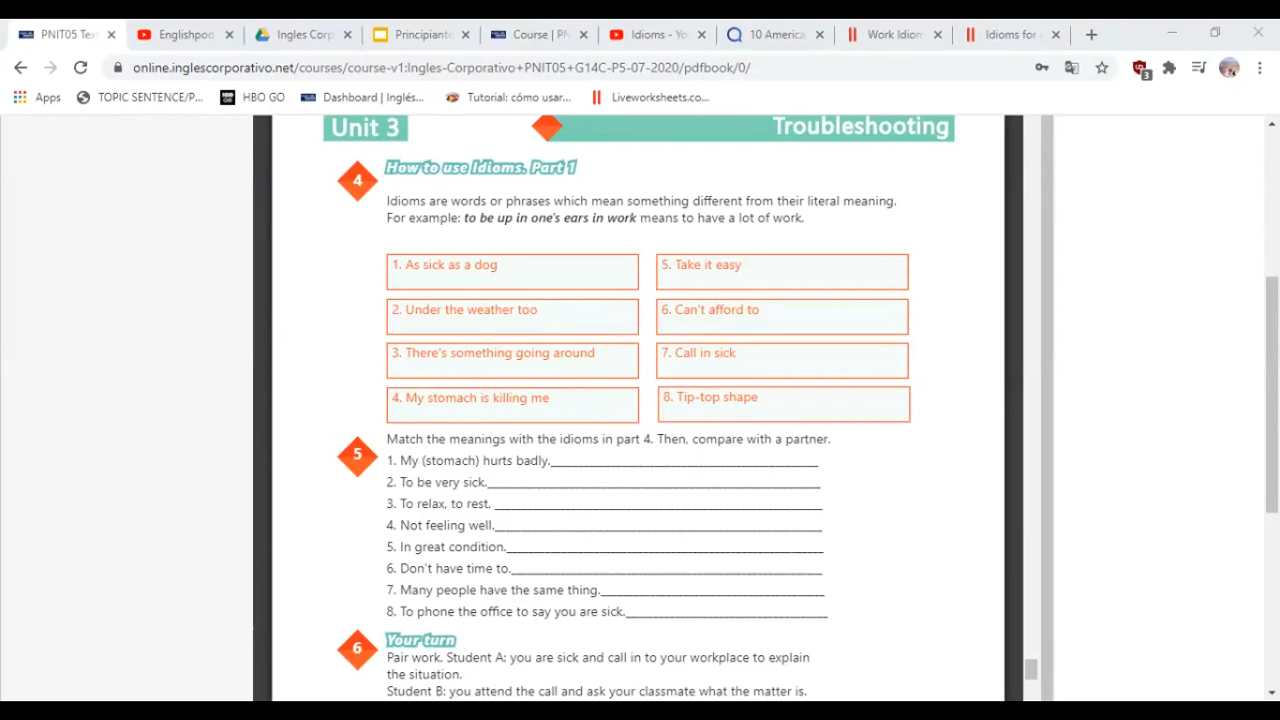 PNIT05 Tex
Englishpod
Ingles Corp
Principiante
Course | PN
Idioms - Yo
10 America
Work Idiom
Idioms for
online.inglescorporativo.net/courses/course-v1:Ingles-Corporativo+PNIT05+G14C-P5-07-2020/pdfbook/0/
3
Apps
TOPIC SENTENCE/P...
HBO GO
Dashboard | Inglés...
Tutorial: cómo usar...
Liveworksheets.co...
Unit 3
Troubleshooting
4
How to use Idioms. Part 1
Idioms are words or phrases which mean something different from their literal meaning.
For example: to be up in one's ears in work means to have a lot of work.
1. As sick as a dog
5. Take it easy
2. Under the weather too
6. Can't afford to
3. There's something going around
7. Call in sick
4. My stomach is killing me
8. Tip-top shape
5
Match the meanings with the idioms in part 4. Then, compare with a partner.
1. My (stomach) hurts badly.
2. To be very sick.
3. To relax, to rest.
4. Not feeling well.
5. In great condition.
6. Don't have time to.
7. Many people have the same thing.
8. To phone the office to say you are sick.
6
Your turn
Pair work. Student A: you are sick and call in to your workplace to explain
the situation.
Student B: you attend the call and ask your classmate what the matter is.